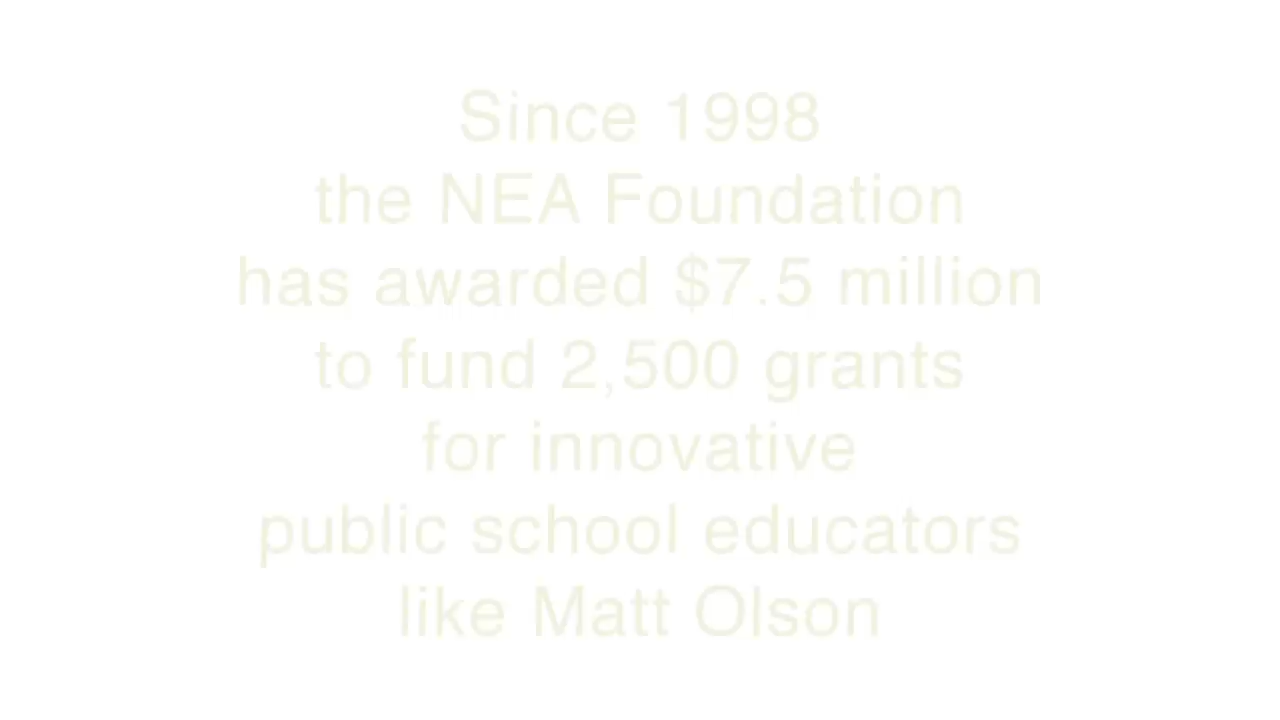 Since 1998
the NEA Foundation
has awarded $7.5 million
to fund 2,500 grants
for innovative
public school educators
like Matt Olson